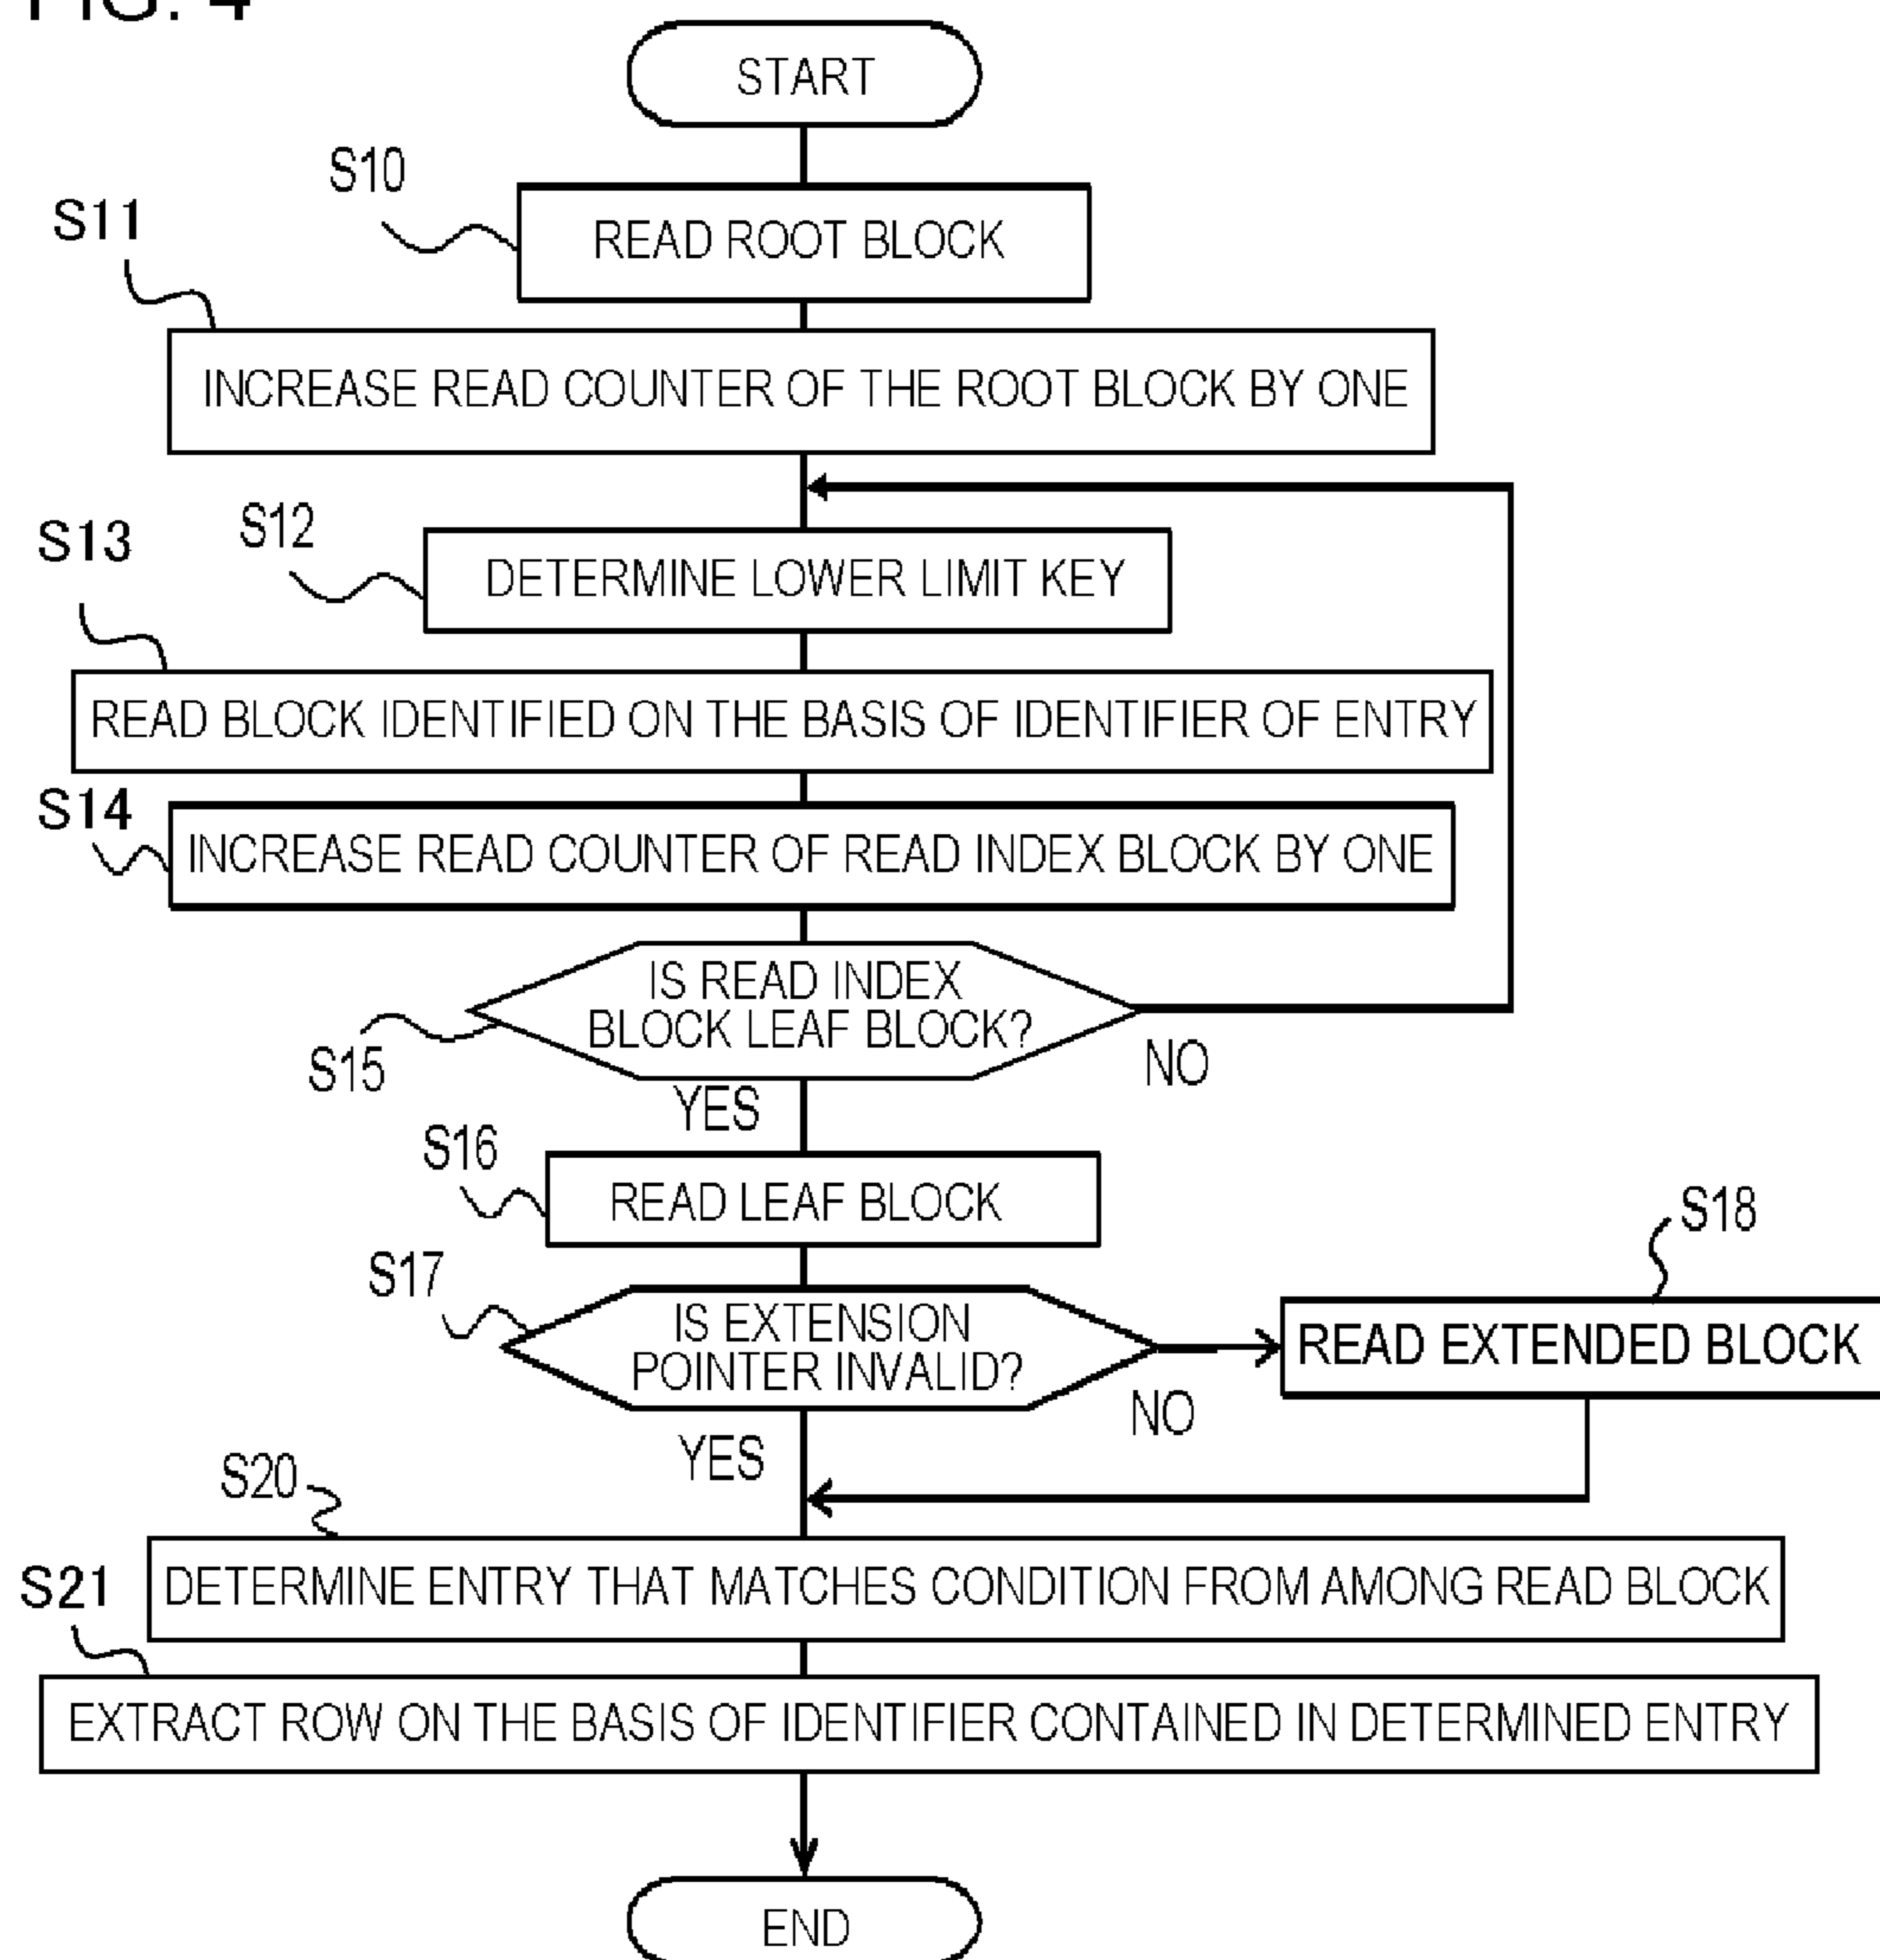 FIG. 4
START
S10
READ ROOT BLOCK
S11
INCREASE READ COUNTER OF THE ROOT BLOCK BY ONE
S12
DETERMINE LOWER LIMIT KEY
S13
READ BLOCK IDENTIFIED ON THE BASIS OF IDENTIFIER OF ENTRY
S14
INCREASE READ COUNTER OF READ INDEX BLOCK BY ONE
IS READ INDEX
BLOCK LEAF BLOCK?
S15
NO
YES
S16
READ LEAF BLOCK
S17
IS EXTENSION
POINTER INVALID?
S18
READ EXTENDED BLOCK
NO
YES
S20
DETERMINE ENTRY THAT MATCHES CONDITION FROM AMONG READ BLOCK
S21
EXTRACT ROW ON THE BASIS OF IDENTIFIER CONTAINED IN DETERMINED ENTRY
END